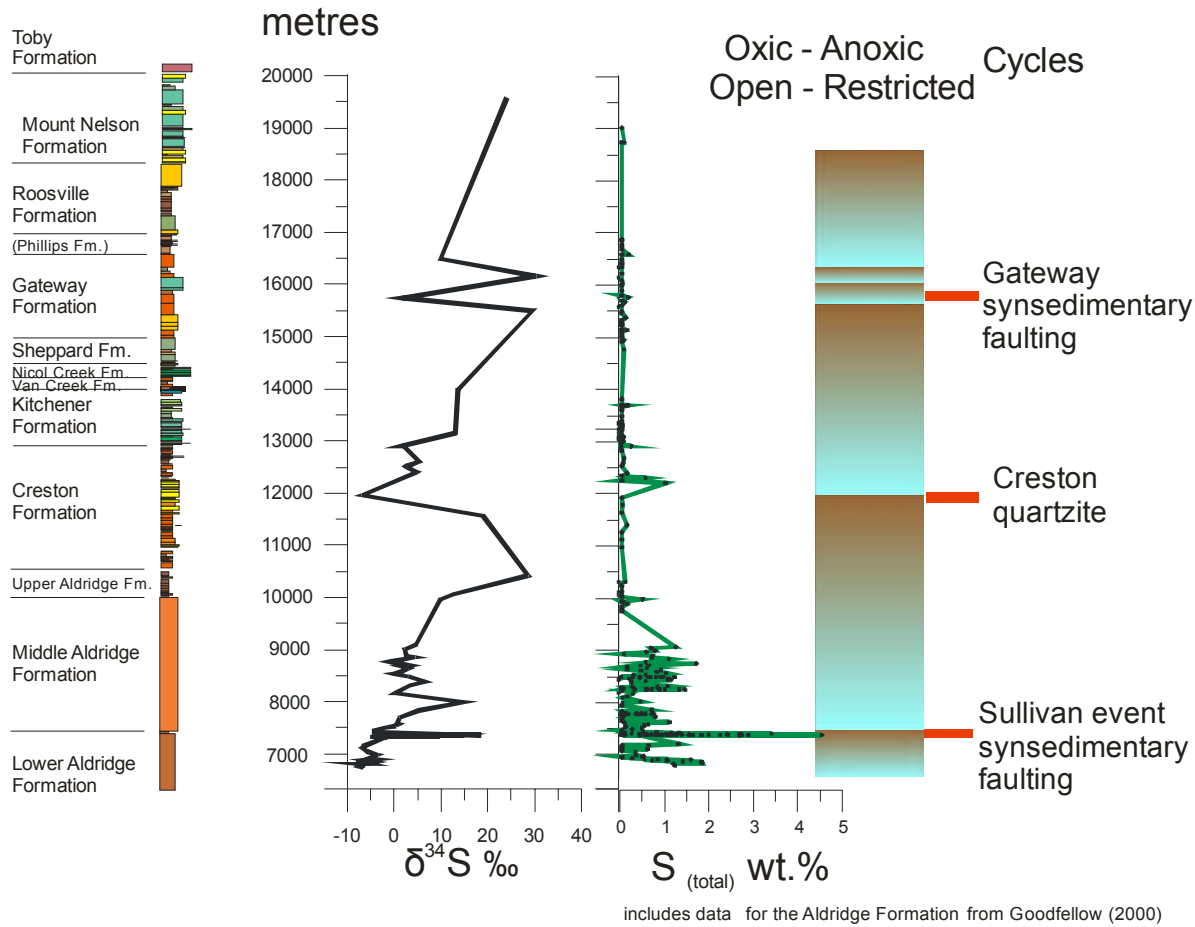 metres
Toby
Formation
Mount Nelson
Formation
Roosville
Formation
(Phillips Fm.)
Gateway
Formation
Sheppard Fm.
Nicol Creek Fm.
Van Creek Fm.
Kitchener
Formation
Creston
Formation
Upper Aldridge Fm.
Middle Aldridge
Formation
Lower Aldridge
Formation
20000
19000
18000
17000
16000
15000
14000
13000
12000
11000
10000
9000
8000
7000
-10 0 10 20 30 40
δ³⁴S ‰
0 1 2 3 4 5
S (total) wt.%
Oxic - Anoxic
Open - Restricted
Cycles
Gateway
synsedimentary
faulting
Creston
quartzite
Sullivan event
synsedimentary
faulting
includes data for the Aldridge Formation from Goodfellow (2000)